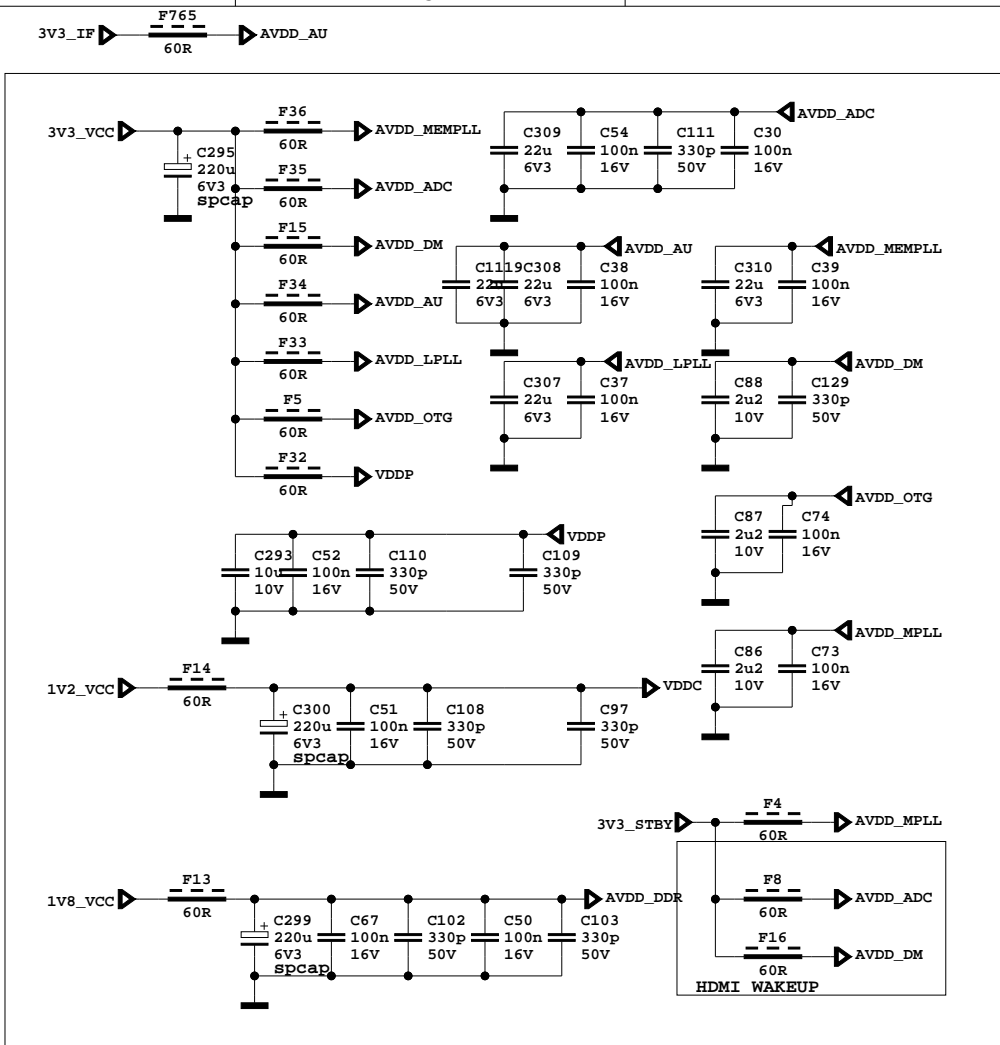 F765
3V3_IF
AVDD_AU
60R
F36
3V3_VCC
AVDD_MEMPLL
60R
C295
220u
6V3
spcap
F35
AVDD_ADC
60R
F15
AVDD_DM
60R
F34
AVDD_AU
60R
F33
AVDD_LPLL
60R
F5
AVDD_OTG
60R
F32
VDDP
60R
AVDD_ADC
C309
22u
6V3
C54
100n
16V
C111
330p
50V
C30
100n
16V
AVDD_AU
C1119
22u
6V3
C308
22u
6V3
C38
100n
16V
AVDD_MEMPLL
C310
22u
6V3
C39
100n
16V
AVDD_LPLL
C307
22u
6V3
C37
100n
16V
AVDD_DM
C88
2u2
10V
C129
330p
50V
AVDD_OTG
C87
2u2
10V
C74
100n
16V
VDDP
C293
10u
10V
C52
100n
16V
C110
330p
50V
C109
330p
50V
AVDD_MPLL
C86
2u2
10V
C73
100n
16V
F14
1V2_VCC
60R
VDDC
C300
220u
6V3
spcap
C51
100n
16V
C108
330p
50V
C97
330p
50V
F4
3V3_STBY
AVDD_MPLL
60R
F8
AVDD_ADC
60R
F16
AVDD_DM
60R
HDMI WAKEUP
F13
1V8_VCC
60R
AVDD_DDR
C299
220u
6V3
spcap
C67
100n
16V
C102
330p
50V
C50
100n
16V
C103
330p
50V